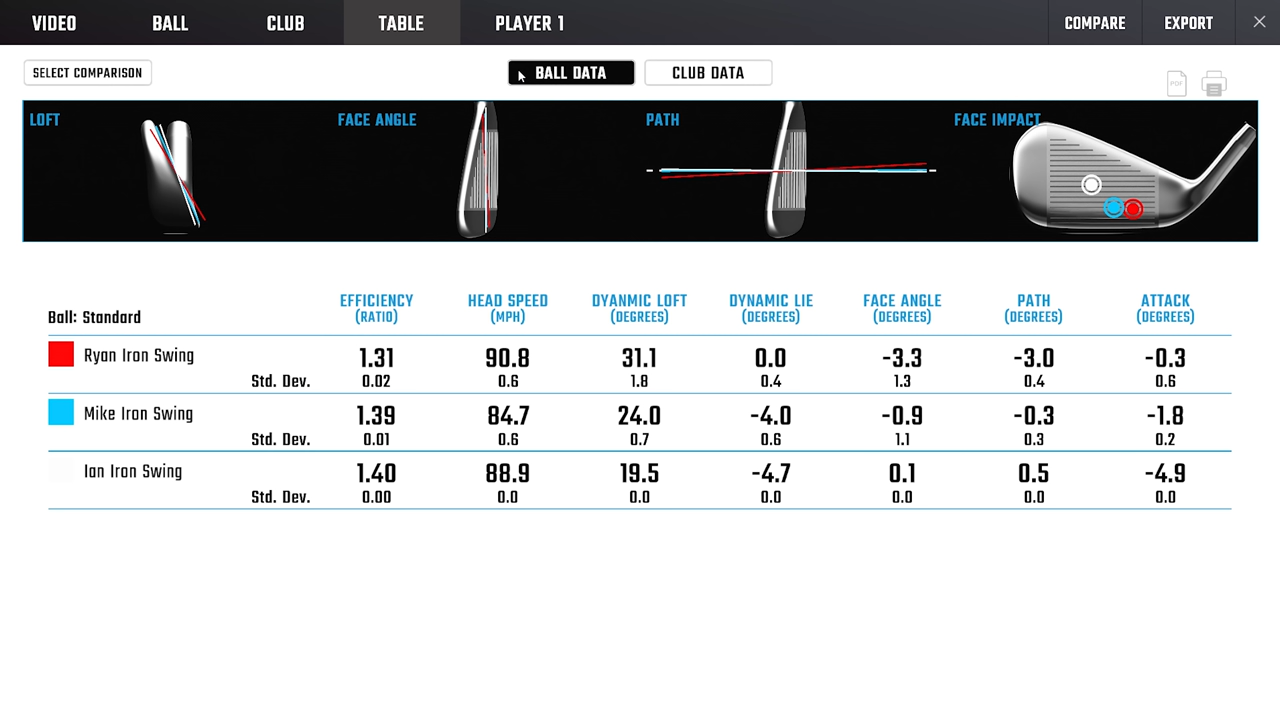 VIDEO BALL CLUB TABLE PLAYER 1 COMPARE EXPORT
SELECT COMPARISON BALL DATA CLUB DATA
PDF
LOFT FACE ANGLE PATH FACE IMPACT
EFFICIENCY HEAD SPEED DYANMIC LOFT DYNAMIC LIE FACE ANGLE PATH ATTACK
Ball: Standard (RATIO) (MPH) (DEGREES) (DEGREES) (DEGREES) (DEGREES) (DEGREES)
Ryan Iron Swing 1.31 90.8 31.1 0.0 -3.3 -3.0 -0.3
Std. Dev. 0.02 0.6 1.8 0.4 1.3 0.4 0.6
Mike Iron Swing 1.39 84.7 24.0 -4.0 -0.9 -0.3 -1.8
Std. Dev. 0.01 0.6 0.7 0.6 1.1 0.3 0.2
Ian Iron Swing 1.40 88.9 19.5 -4.7 0.1 0.5 -4.9
Std. Dev. 0.00 0.0 0.0 0.0 0.0 0.0 0.0